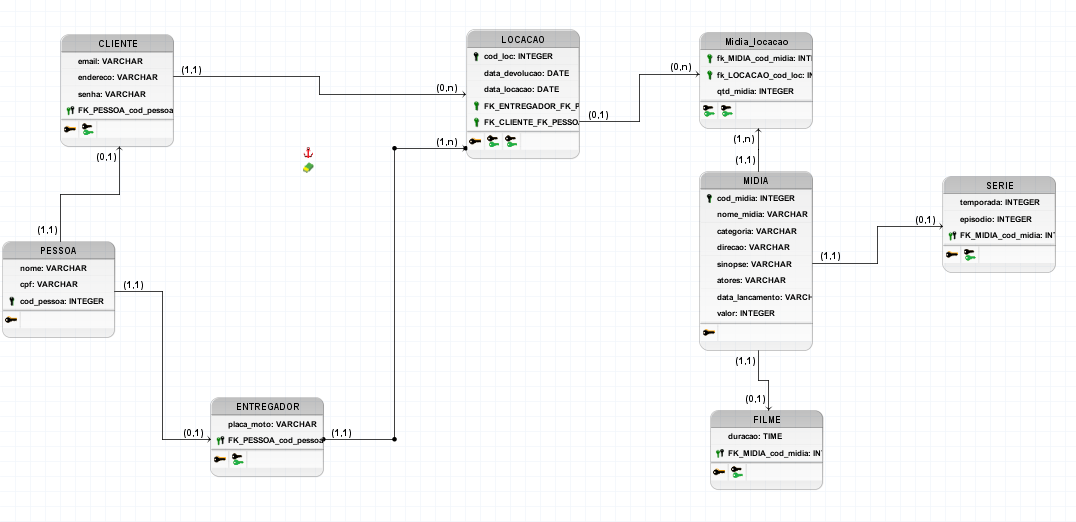 CLIENTE
email: VARCHAR
endereco: VARCHAR
senha: VARCHAR
FK_PESSOA_cod_pessoa
(1,1)
(0,1)
LOCACAO
cod_loc: INTEGER
data_devolucao: DATE
data_locacao: DATE
FK_ENTREGADOR_FK_P
FK_CLIENTE_FK_PESSO
(0,n)
(1,n)
(0,1)
Midia_locacao
fk_MIDIA_cod_midia: INT
fk_LOCACAO_cod_loc: IN
qtd_midia: INTEGER
(0,n)
(1,n)
(1,1)
MIDIA
cod_midia: INTEGER
nome_midia: VARCHAR
categoria: VARCHAR
direcao: VARCHAR
sinopse: VARCHAR
atores: VARCHAR
data_lancamento: VARCH
valor: INTEGER
(1,1)
(1,1)
SERIE
temporada: INTEGER
episodio: INTEGER
FK_MIDIA_cod_midia: INT
(0,1)
(1,1)
PESSOA
nome: VARCHAR
cpf: VARCHAR
cod_pessoa: INTEGER
(1,1)
ENTREGADOR
placa_moto: VARCHAR
FK_PESSOA_cod_pessoa
(0,1)
(1,1)
(0,1)
FILME
duracao: TIME
FK_MIDIA_cod_midia: IN